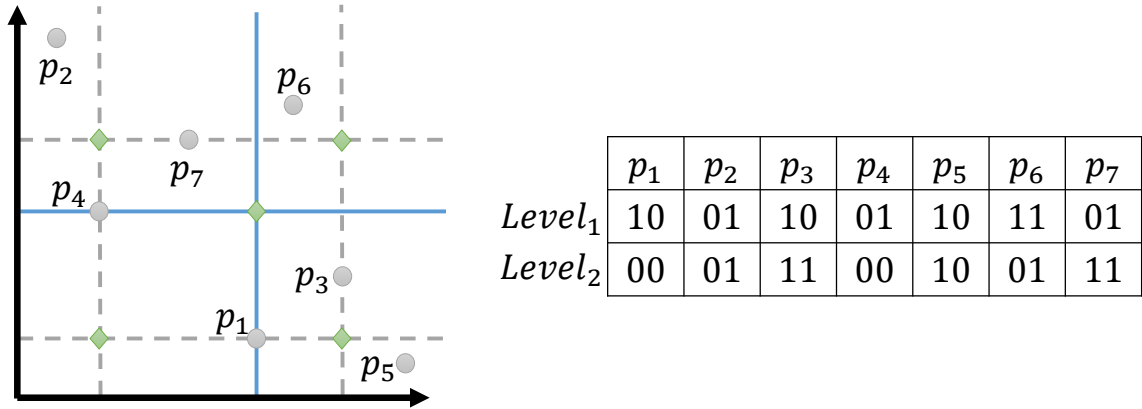 p₂
p₆
p₇
p₄
p₃
p₁
p₅
p₁ p₂ p₃ p₄ p₅ p₆ p₇
Level₁ 10 01 10 01 10 11 01
Level₂ 00 01 11 00 10 01 11